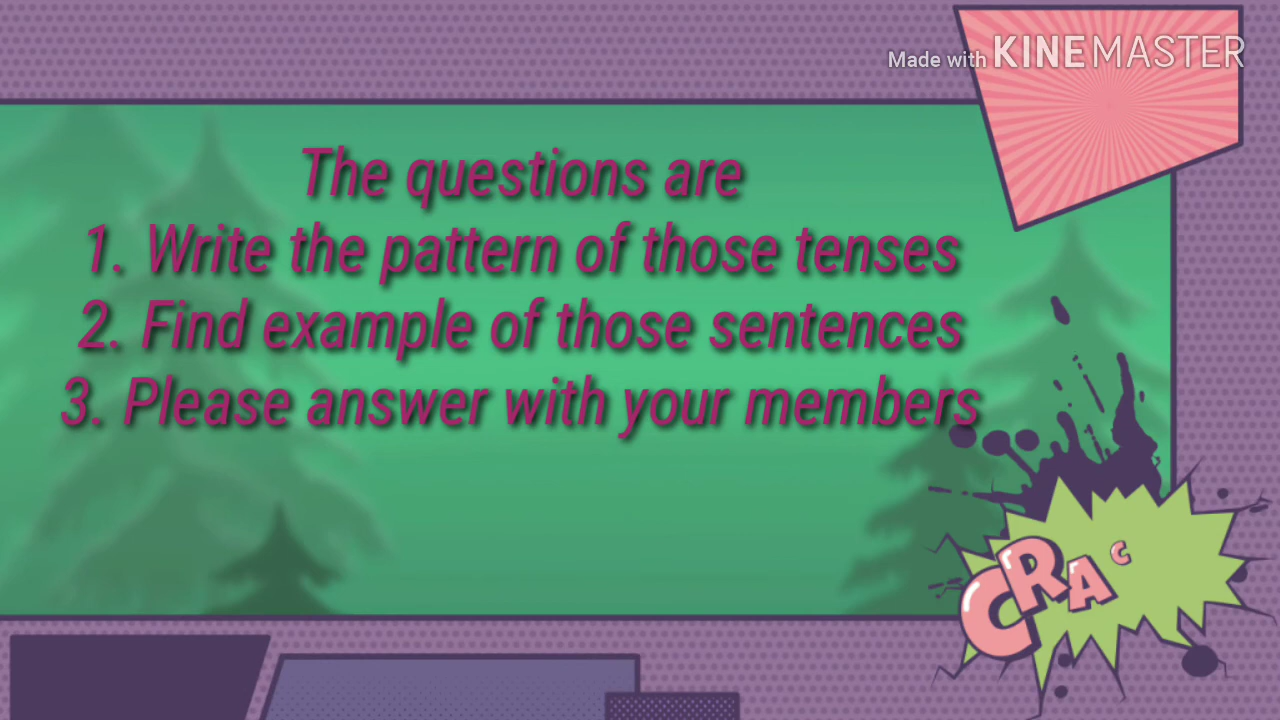 Made with KINEMASTER
The questions are
1. Write the pattern of those tenses
2. Find example of those sentences
3. Please answer with your members
CRAC